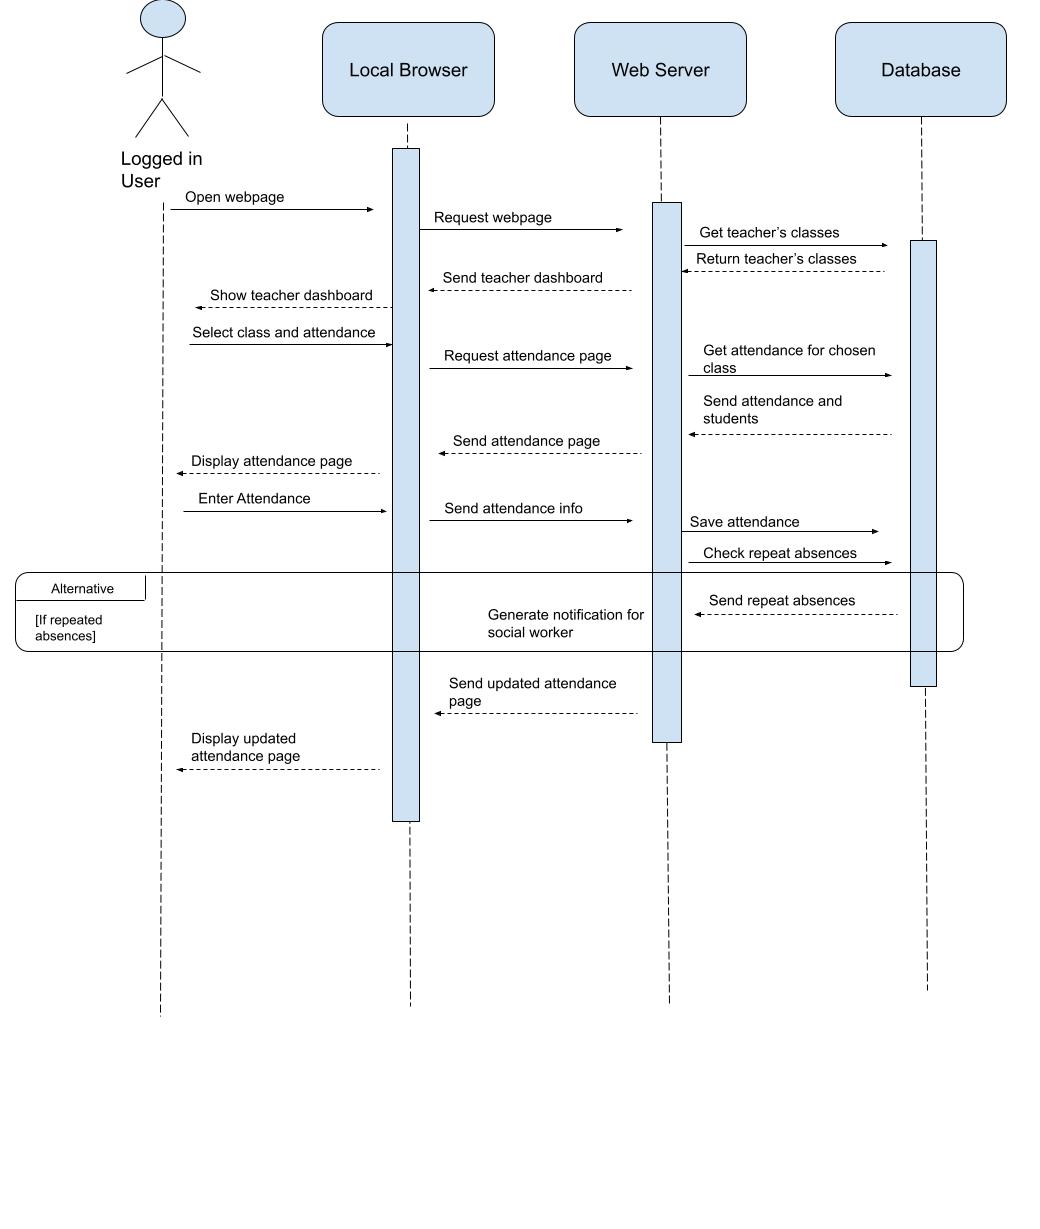 Local Browser
Web Server
Database
Logged in
User
Open webpage
Request webpage
Get teacher’s classes
Return teacher’s classes
Send teacher dashboard
Show teacher dashboard
Select class and attendance
Request attendance page
Get attendance for chosen
class
Send attendance and
students
Send attendance page
Display attendance page
Enter Attendance
Send attendance info
Save attendance
Check repeat absences
Alternative
Send repeat absences
[If repeated
absences]
Generate notification for
social worker
Send updated attendance
page
Display updated
attendance page